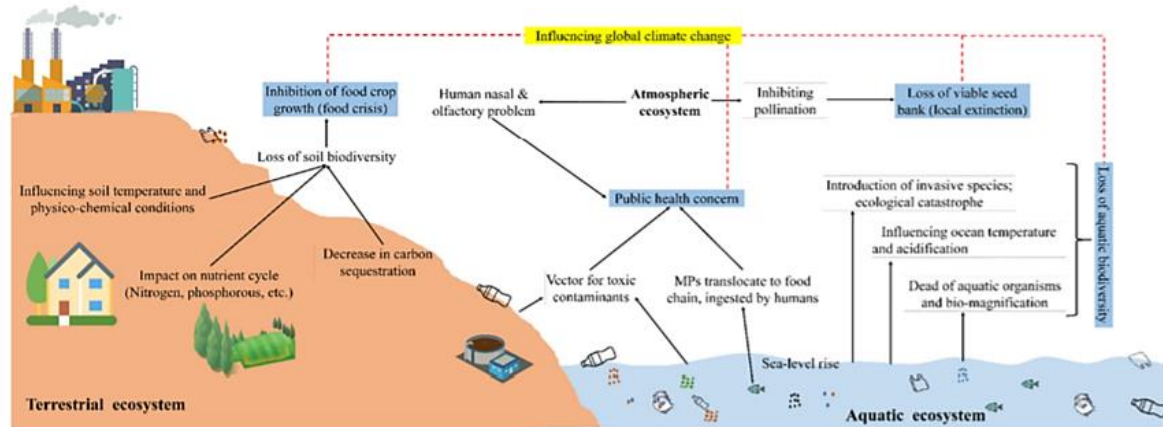 Influencing global climate change
Inhibition of food crop
growth (food crisis)
Human nasal &
olfactory problem
Atmospheric
ecosystem
Inhibiting
pollination
Loss of viable seed
bank (local extinction)
Loss of soil biodiversity
Influencing soil temperature and
physico-chemical conditions
Public health concern
Introduction of invasive species;
ecological catastrophe
Loss of aquatic biodiversity
Influencing ocean temperature
and acidification
Decrease in carbon
sequestration
Impact on nutrient cycle
(Nitrogen, phosphorous, etc.)
Vector for toxic
contaminants
MPs translocate to food
chain, ingested by humans
Dead of aquatic organisms
and bio-magnification
Sea-level rise
Terrestrial ecosystem
Aquatic ecosystem